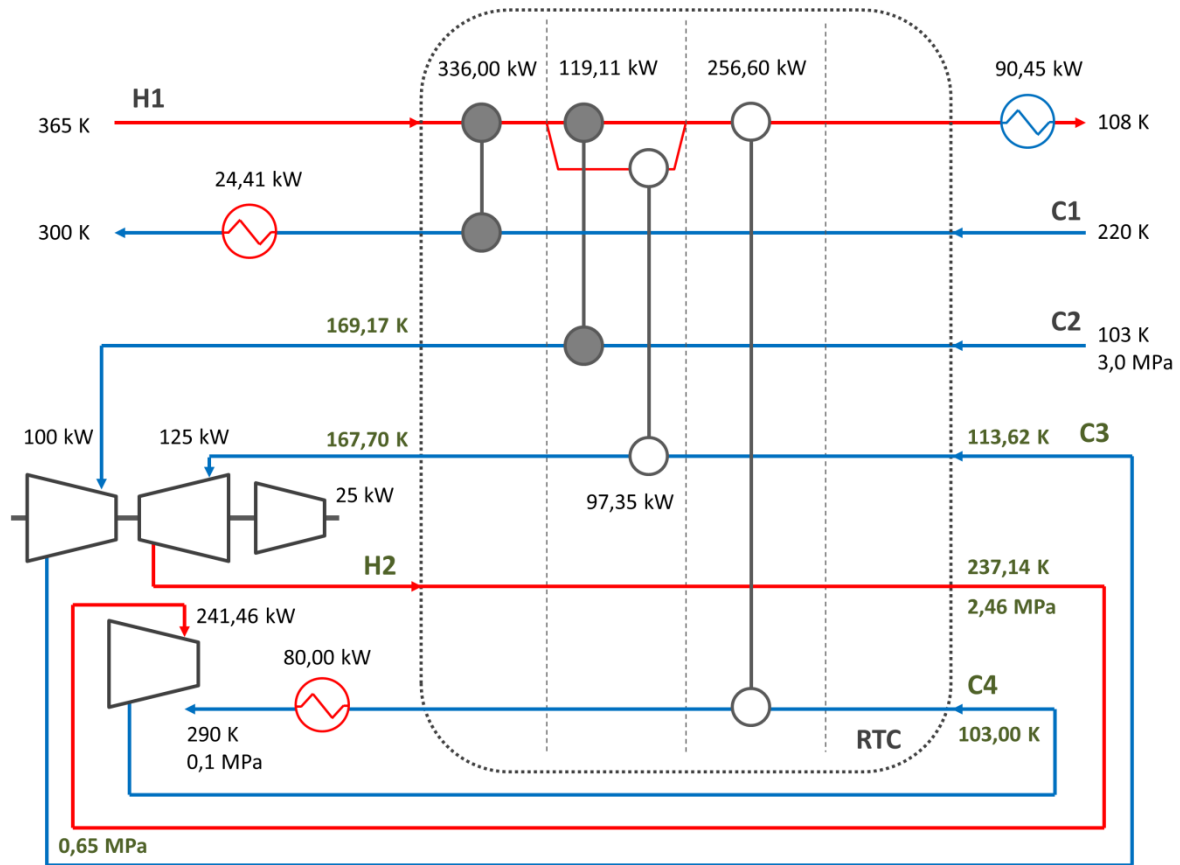 336,00 kW
119,11 kW
256,60 kW
90,45 kW
H1
365 K
108 K
24,41 kW
C1
300 K
220 K
169,17 K
C2
103 K
3,0 MPa
100 kW
125 kW
167,70 K
113,62 K
C3
25 kW
97,35 kW
H2
237,14 K
2,46 MPa
241,46 kW
80,00 kW
C4
290 K
0,1 MPa
RTC
103,00 K
0,65 MPa